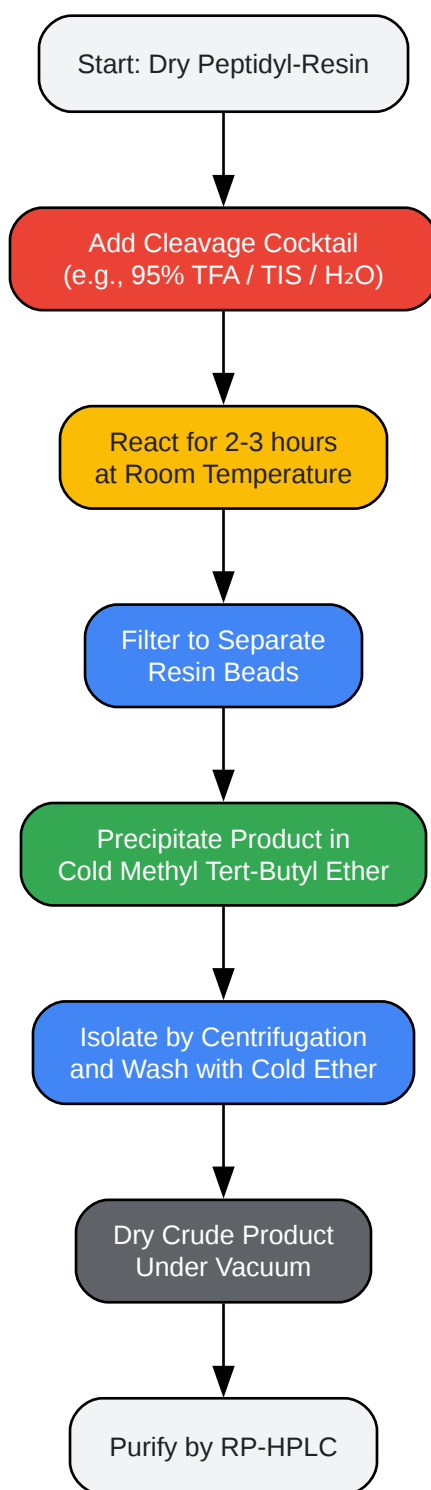 Start: Dry Peptidyl-Resin
Add Cleavage Cocktail
(e.g., 95% TFA / TIS / H₂O)
React for 2-3 hours
at Room Temperature
Filter to Separate
Resin Beads
Precipitate Product in
Cold Methyl Tert-Butyl Ether
Isolate by Centrifugation
and Wash with Cold Ether
Dry Crude Product
Under Vacuum
Purify by RP-HPLC